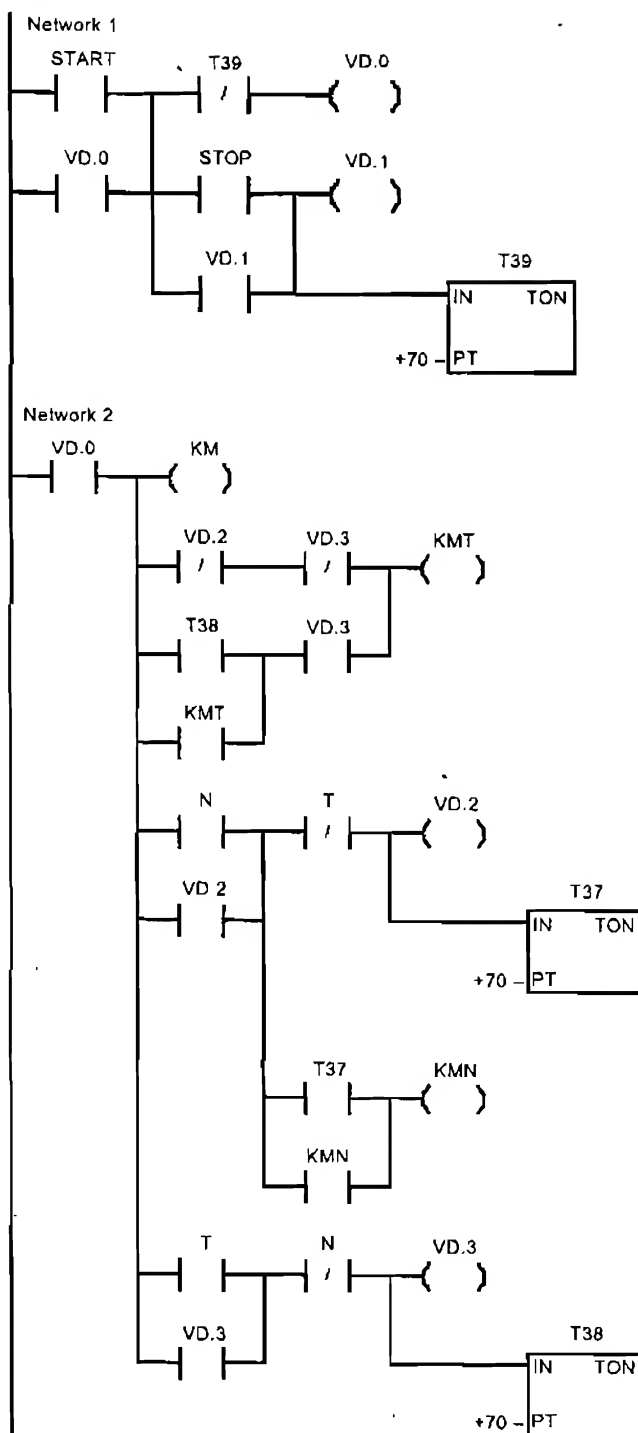 Network 1
START T39 VD.0
/
VD.0 STOP VD.1
VD.1 T39
IN TON
+70 PT
Network 2
VD.0 KM
VD.2 VD.3 KMT
/ /
T38 VD.3
KMT
N T VD.2
/
VD 2 T37
IN TON
+70 PT
T37 KMN
KMN
T N VD.3
/
VD.3 T38
IN TON
+70 PT